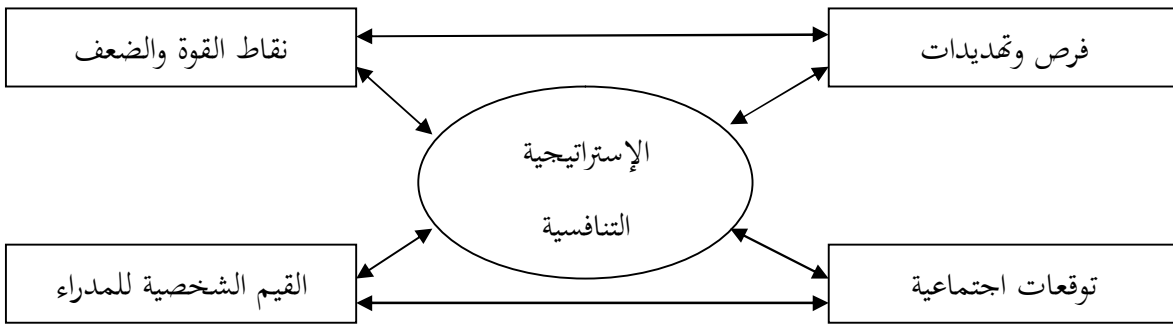 فرص وتهديدات
نقاط القوة والضعف
الإستراتيجية
التنافسية
توقعات اجتماعية
القيم الشخصية للمدراء